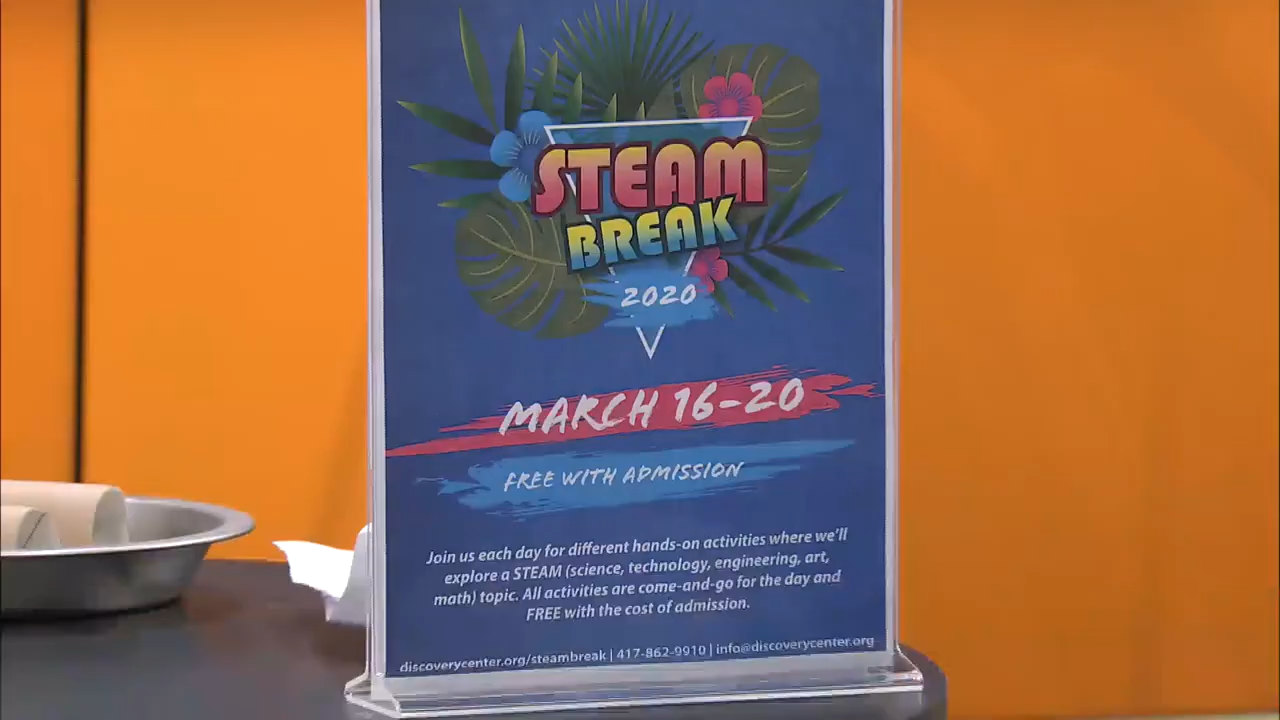 STEAM
BREAK
2020
MARCH 16-20
FREE WITH ADMISSION
Join us each day for different hands-on activities where we'll
explore a STEAM (science, technology, engineering, art,
math) topic. All activities are come-and-go for the day and
FREE with the cost of admission.
discoverycenter.org/steambreak | 417-862-9910 | info@discoverycenter.org